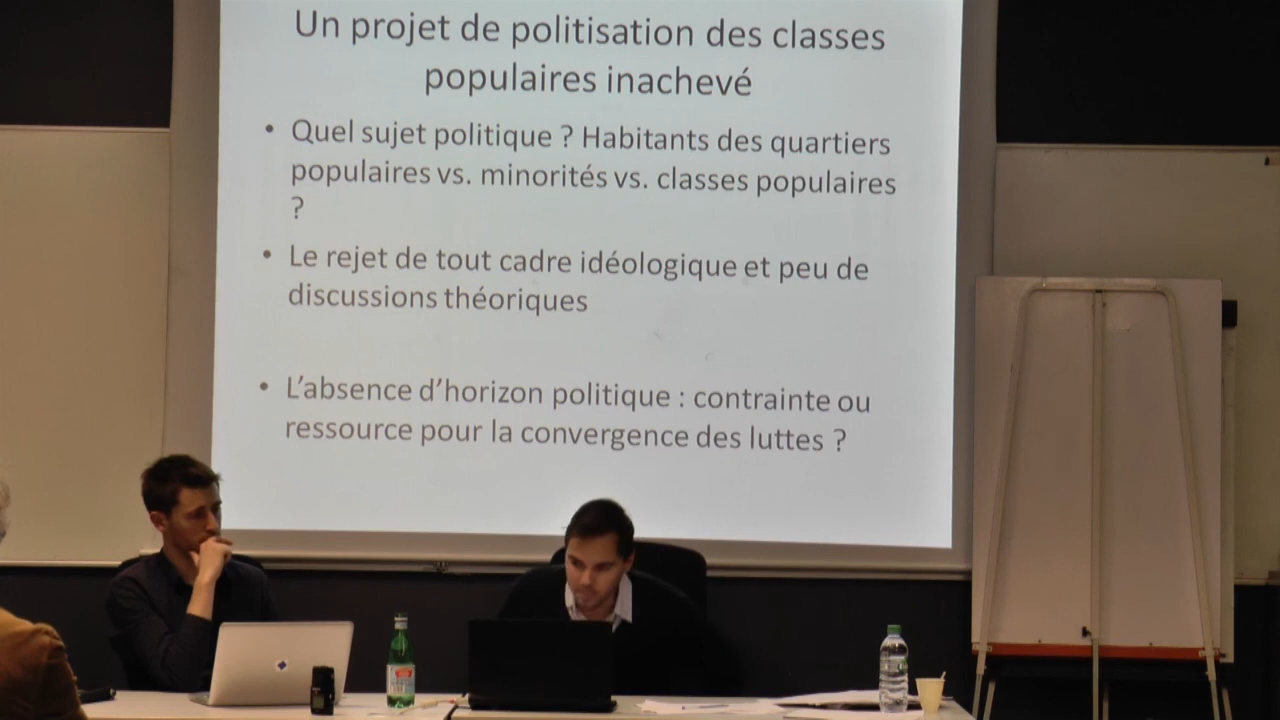 Un projet de politisation des classes
populaires inachevé
• Quel sujet politique ? Habitants des quartiers
populaires vs. minorités vs. classes populaires
?
• Le rejet de tout cadre idéologique et peu de
discussions théoriques
• L'absence d'horizon politique : contrainte ou
ressource pour la convergence des luttes ?